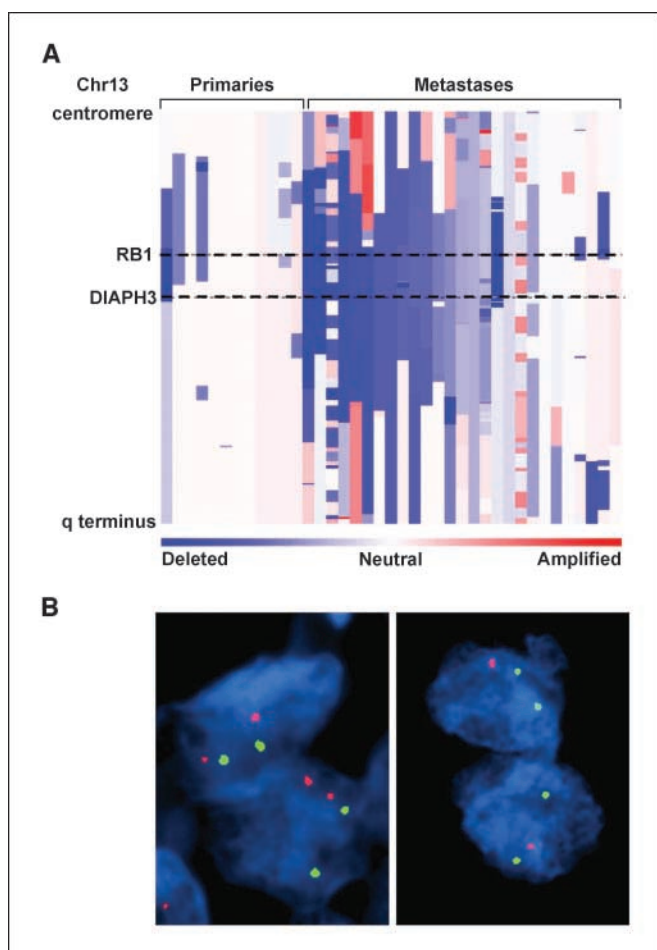 A
Chr13
Primaries
Metastases
centromere
RB1
DIAPH3
q terminus
Deleted
Neutral
Amplified
B